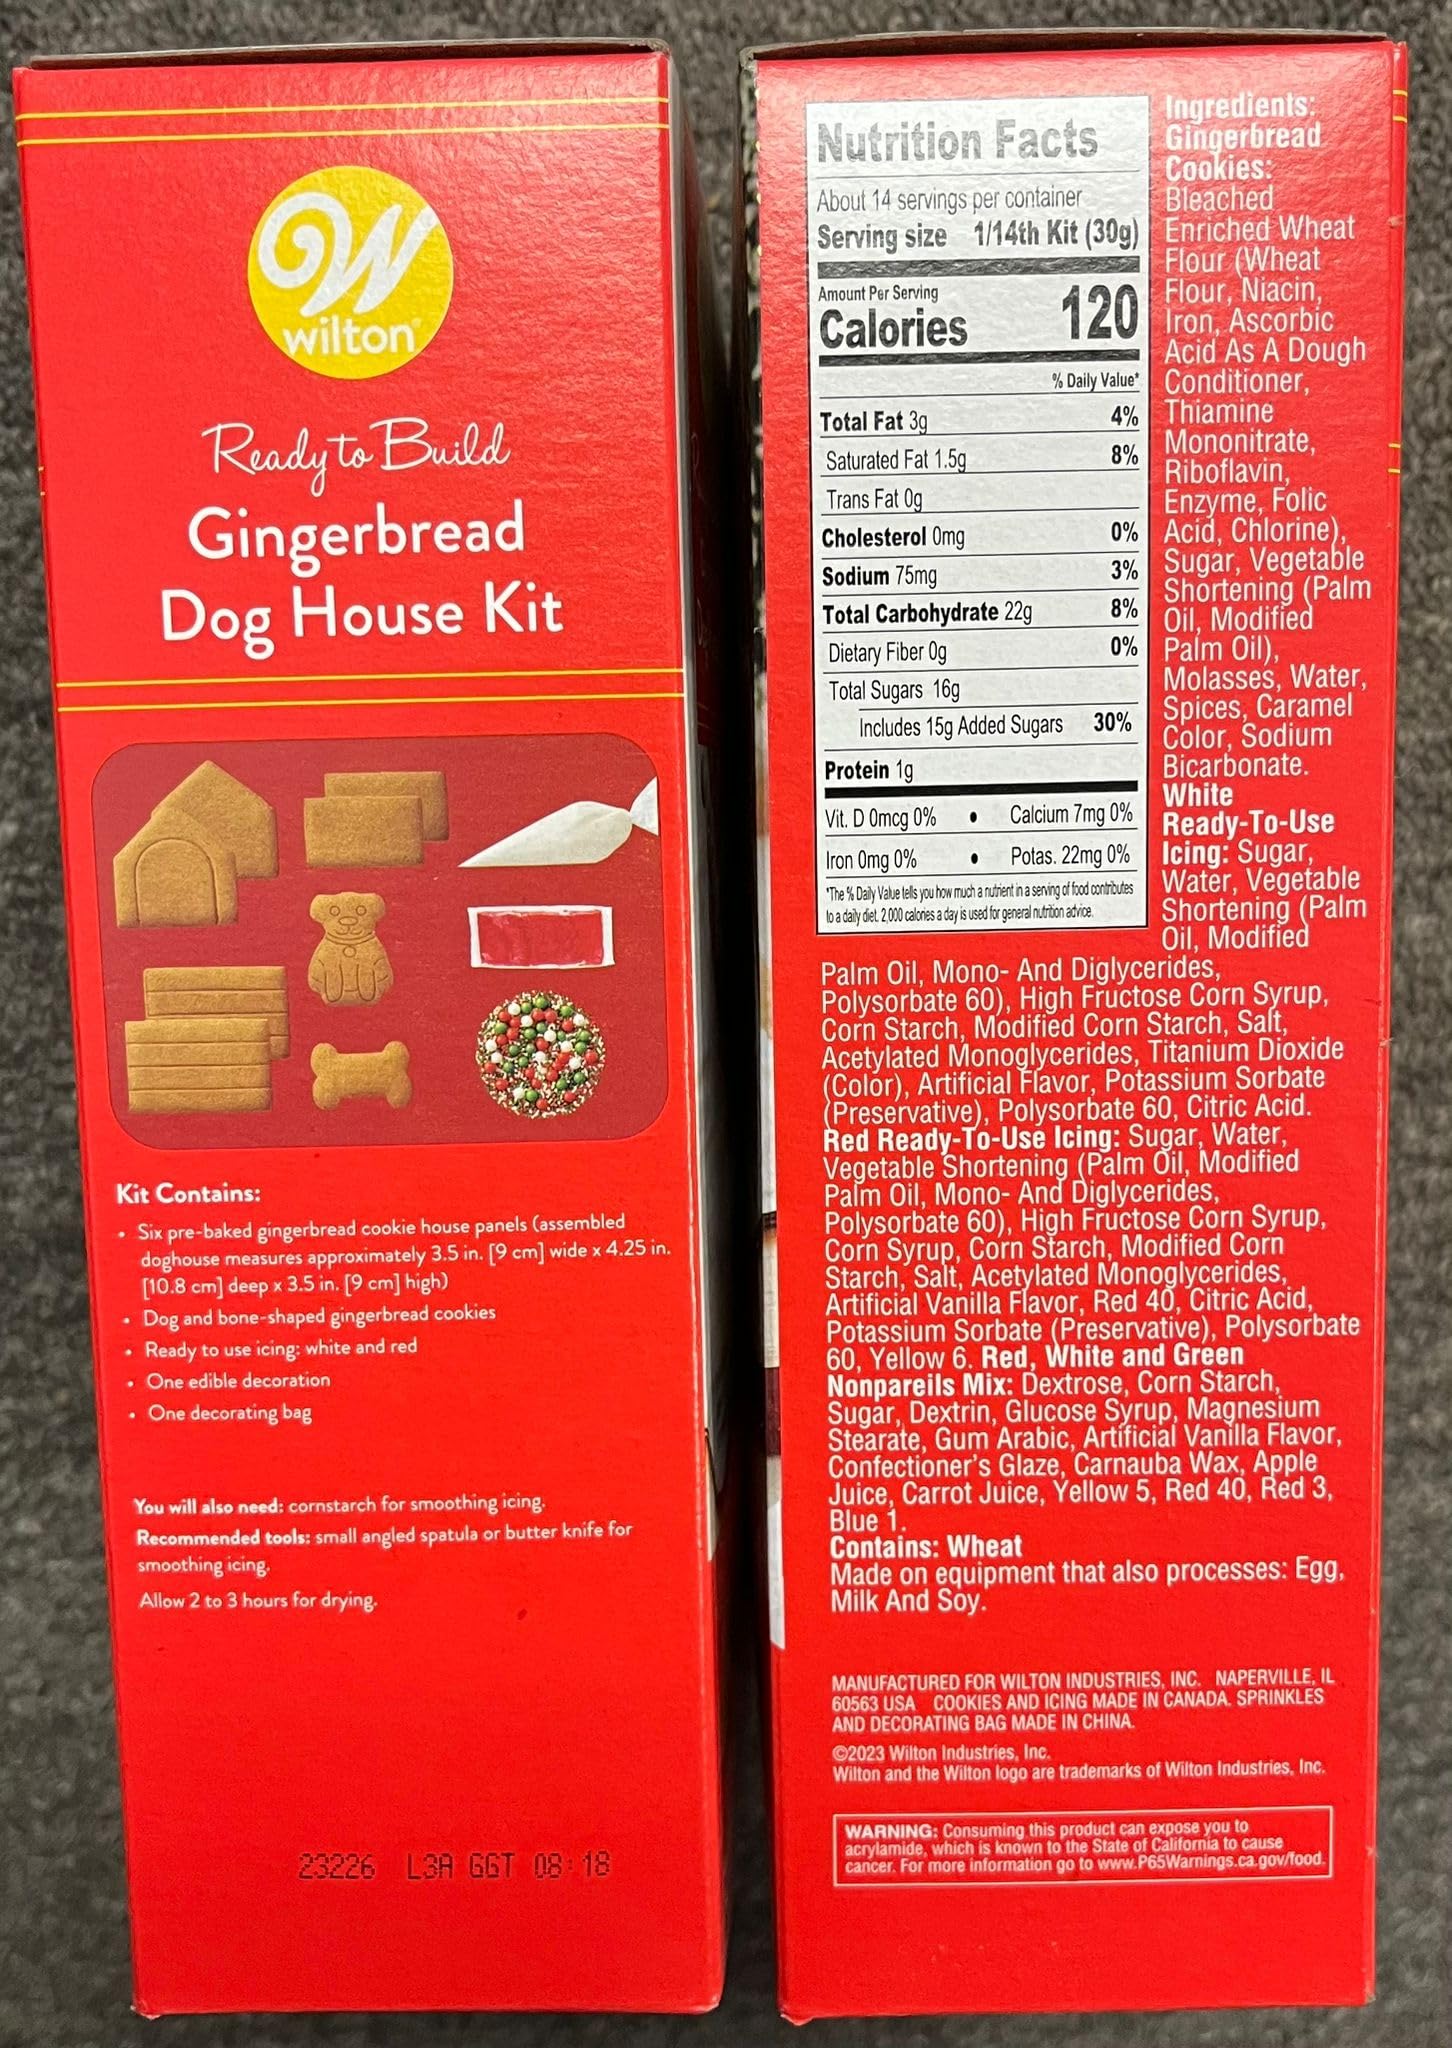 wilton
Ready to Build
Gingerbread
Dog House Kit
Kit Contains:
• Six pre-baked gingerbread cookie house panels (assembled
doghouse measures approximately 3.5 in. [9 cm] wide x 4.25 in.
[10.8 cm] deep x 3.5 in. [9 cm] high)
• Dog and bone-shaped gingerbread cookies
• Ready to use icing: white and red
• One edible decoration
• One decorating bag
You will also need: cornstarch for smoothing icing.
Recommended tools: small angled spatula or butter knife for
smoothing icing.
Allow 2 to 3 hours for drying.
23226 L3A GGT 08:18
Nutrition Facts
About 14 servings per container
Serving size 1/14th Kit (30g)
Amount Per Serving
Calories 120
% Daily Value*
Total Fat 3g 4%
Saturated Fat 1.5g 8%
Trans Fat 0g
Cholesterol 0mg 0%
Sodium 75mg 3%
Total Carbohydrate 22g 8%
Dietary Fiber 0g 0%
Total Sugars 16g
Includes 15g Added Sugars 30%
Protein 1g
Vit. D 0mcg 0% • Calcium 7mg 0%
Iron 0mg 0% • Potas. 22mg 0%
*The % Daily Value tells you how much a nutrient in a serving of food contributes
to a daily diet. 2,000 calories a day is used for general nutrition advice.
Ingredients:
Gingerbread
Cookies:
Bleached
Enriched Wheat
Flour (Wheat
Flour, Niacin,
Iron, Ascorbic
Acid As A Dough
Conditioner,
Thiamine
Mononitrate,
Riboflavin,
Enzyme, Folic
Acid, Chlorine),
Sugar, Vegetable
Shortening (Palm
Oil, Modified
Palm Oil),
Molasses, Water,
Spices, Caramel
Color, Sodium
Bicarbonate.
White
Ready-To-Use
Icing: Sugar,
Water, Vegetable
Shortening (Palm
Oil, Modified
Palm Oil, Mono- And Diglycerides,
Polysorbate 60), High Fructose Corn Syrup,
Corn Starch, Modified Corn Starch, Salt,
Acetylated Monoglycerides, Titanium Dioxide
(Color), Artificial Flavor, Potassium Sorbate
(Preservative), Polysorbate 60, Citric Acid.
Red Ready-To-Use Icing: Sugar, Water,
Vegetable Shortening (Palm Oil, Modified
Palm Oil, Mono- And Diglycerides,
Polysorbate 60), High Fructose Corn Syrup,
Corn Syrup, Corn Starch, Modified Corn
Starch, Salt, Acetylated Monoglycerides,
Artificial Vanilla Flavor, Red 40, Citric Acid,
Potassium Sorbate (Preservative), Polysorbate
60, Yellow 6. Red, White and Green
Nonpareils Mix: Dextrose, Corn Starch,
Sugar, Dextrin, Glucose Syrup, Magnesium
Stearate, Gum Arabic, Artificial Vanilla Flavor,
Confectioner's Glaze, Carnauba Wax, Apple
Juice, Carrot Juice, Yellow 5, Red 40, Red 3,
Blue 1.
Contains: Wheat
Made on equipment that also processes: Egg,
Milk And Soy.
MANUFACTURED FOR WILTON INDUSTRIES, INC. NAPERVILLE, IL
60563 USA COOKIES AND ICING MADE IN CANADA. SPRINKLES
AND DECORATING BAG MADE IN CHINA.
©2023 Wilton Industries, Inc.
Wilton and the Wilton logo are trademarks of Wilton Industries, Inc.
WARNING: Consuming this product can expose you to
acrylamide, which is known to the State of California to cause
cancer. For more information go to www.P65Warnings.ca.gov/food.